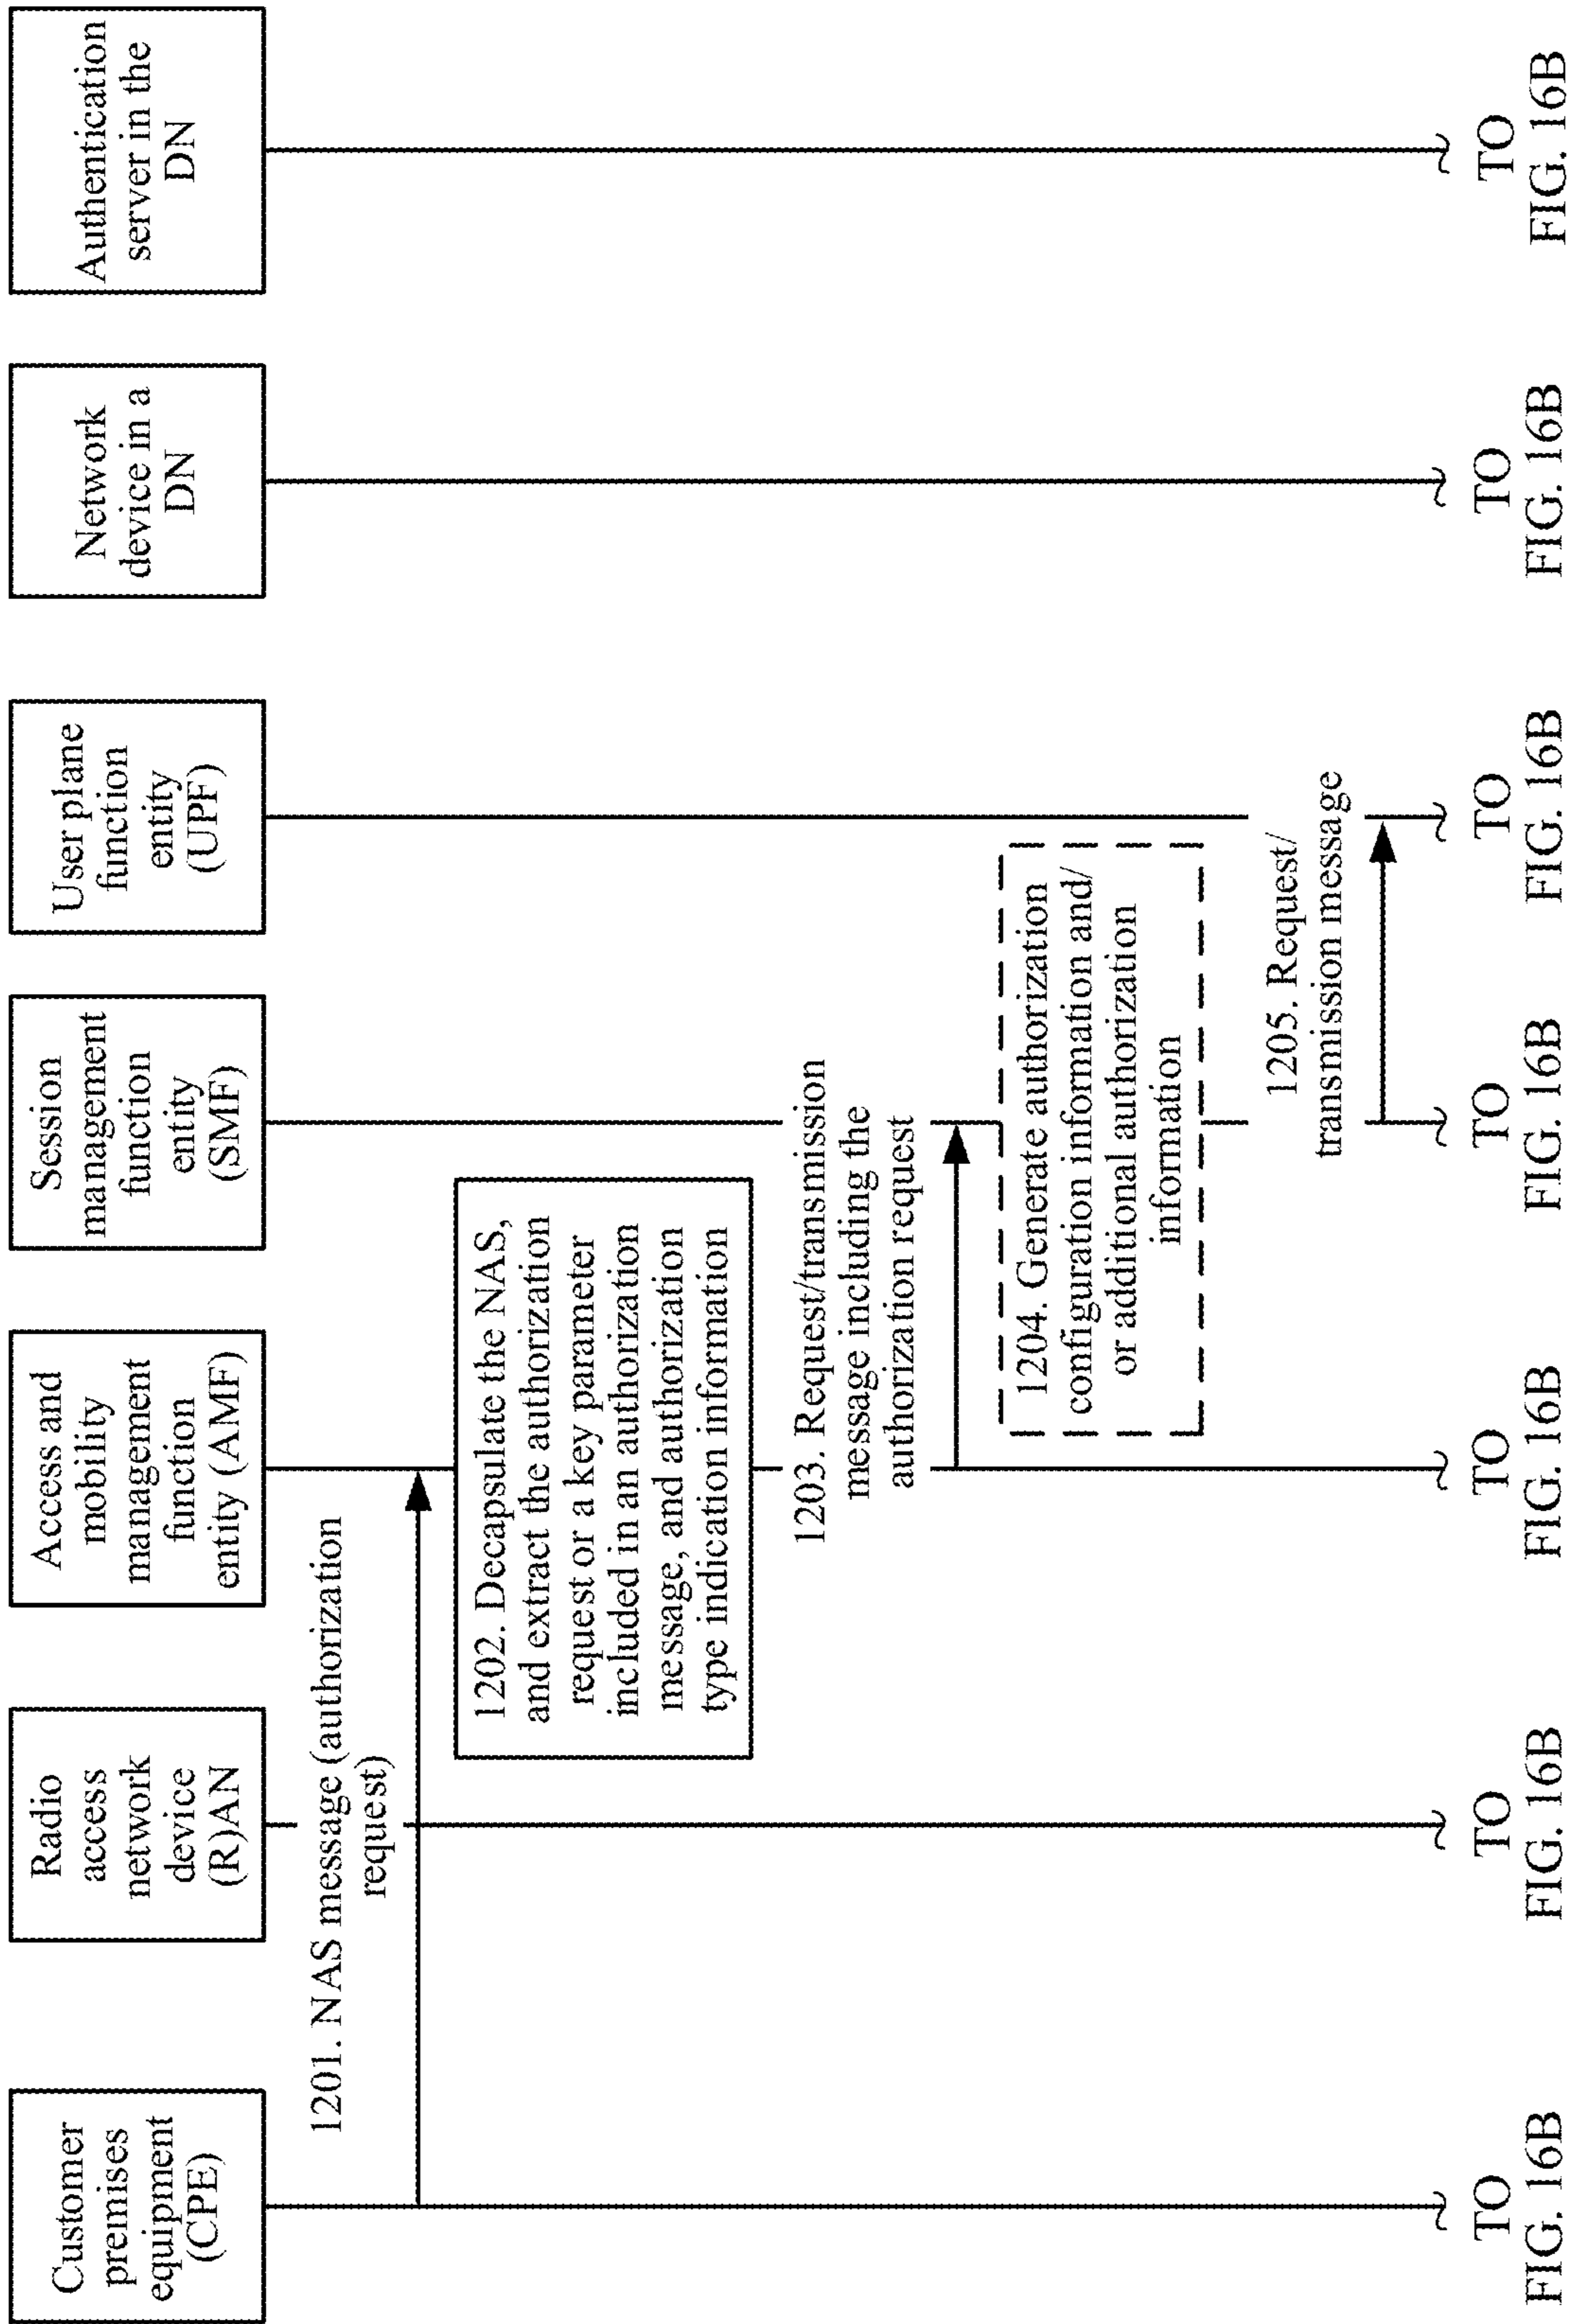 Customer
premises
equipment
(CPE)
Radio
access
network
device
(R)AN
Access and
mobility
management
function
entity (AMF)
Session
management
function
entity
(SMF)
User plane
function
entity
(UPF)
Network
device in a
DN
Authentication
server in the
DN
1201. NAS message (authorization
request)
1202. Decapsulate the NAS,
and extract the authorization
request or a key parameter
included in an authorization
message, and authorization
type indication information
1203. Request/transmission
message including the
authorization request
1204. Generate authorization
configuration information and/
or additional authorization
information
1205. Request/
transmission message
TO
FIG. 16B
TO
FIG. 16B
TO
FIG. 16B
TO
FIG. 16B
TO
FIG. 16B
TO
FIG. 16B
TO
FIG. 16B